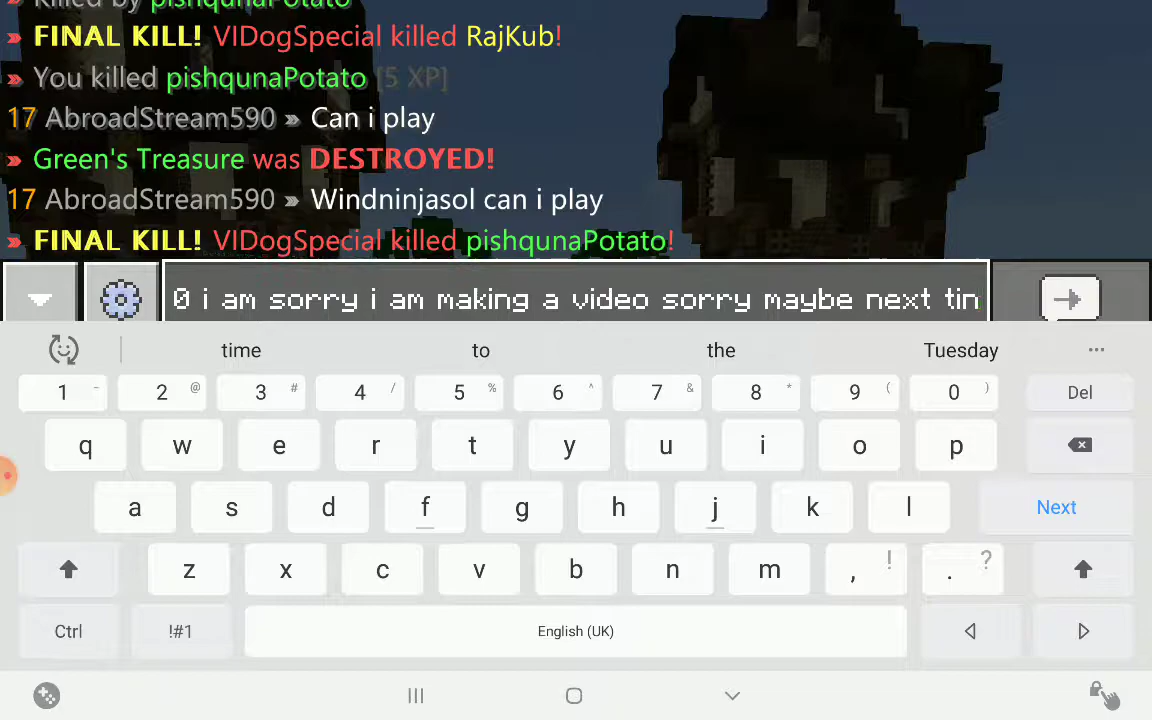 » Killed by pishqunaPotato
» FINAL KILL! VIDogSpecial killed RajKub!
» You killed pishqunaPotato [5 XP]
17 AbroadStream590 » Can i play
» Green's Treasure was DESTROYED!
17 AbroadStream590 » Windninjasol can i play
» FINAL KILL! VIDogSpecial killed pishqunaPotato!
0 i am sorry i am making a video sorry maybe next tin
time to the Tuesday ...
1 - 2 @ 3 # 4 / 5 % 6 ^ 7 & 8 * 9 ( 0 ) Del
q w e r t y u i o p
a s d f g h j k l Next
z x c v b n m , ! . ?
Ctrl !#1 English (UK)